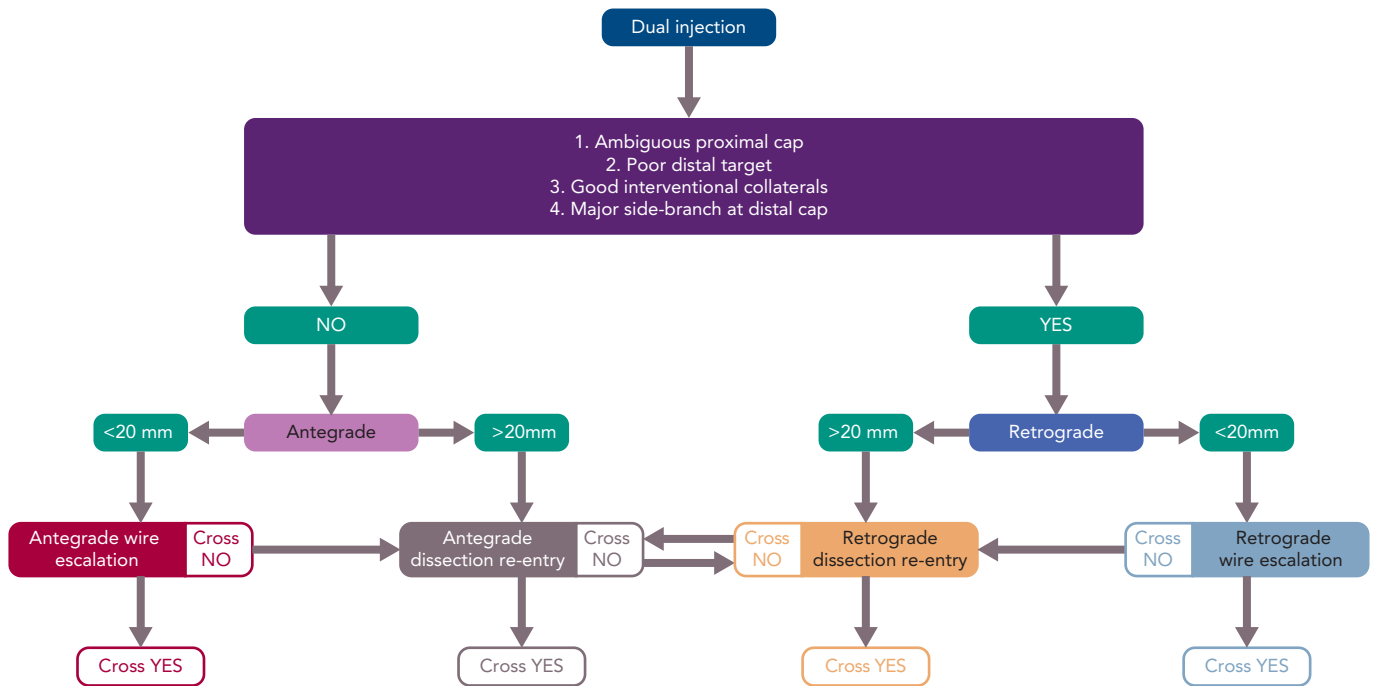 Dual injection
1. Ambiguous proximal cap
2. Poor distal target
3. Good interventional collaterals
4. Major side-branch at distal cap
NO
YES
<20 mm
Antegrade
>20mm
>20 mm
Retrograde
<20mm
Antegrade wire
escalation
Cross
NO
Antegrade
dissection re-entry
Cross
NO
Cross
NO
Retrograde
dissection re-entry
Cross
NO
Retrograde
wire escalation
Cross YES
Cross YES
Cross YES
Cross YES